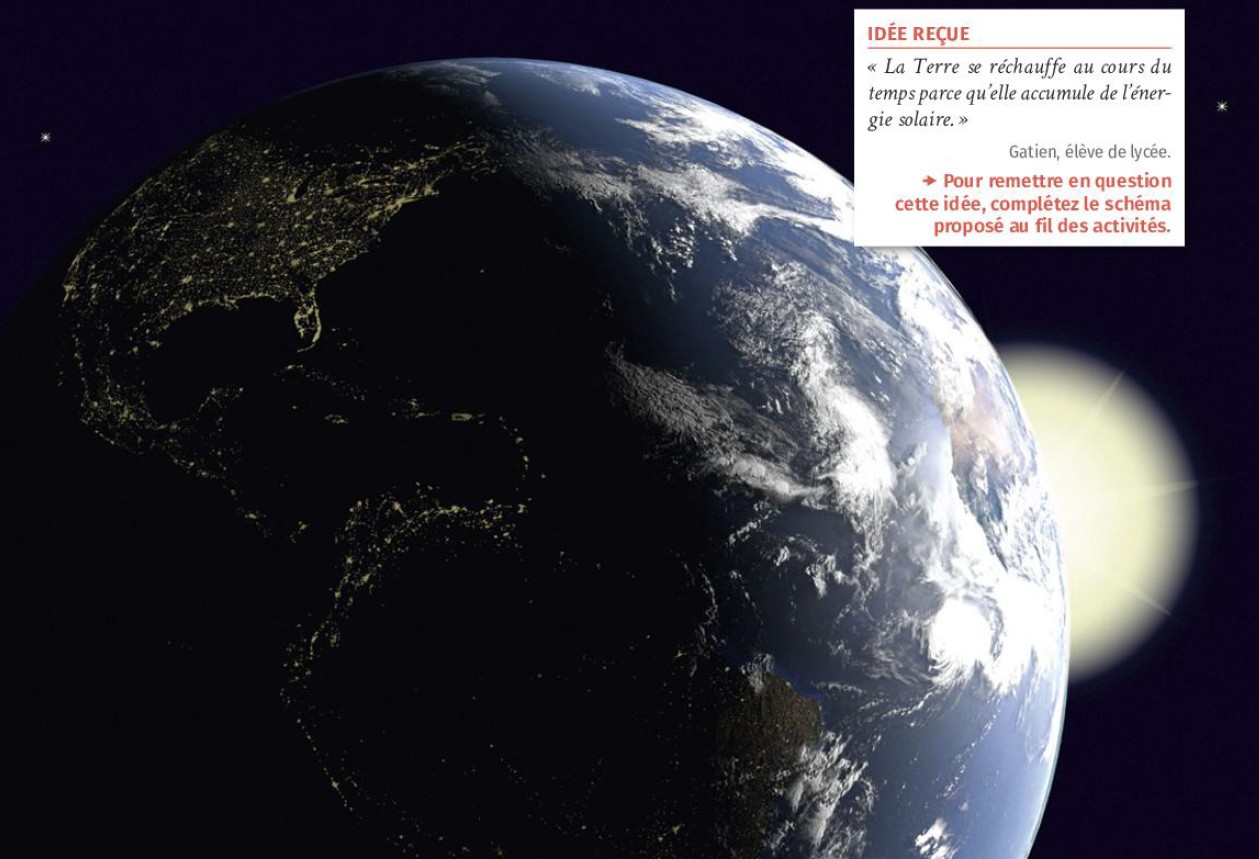 IDÉE REÇUE
« La Terre se réchauffe au cours du
temps parce qu’elle accumule de l’éner-
gie solaire. »
Gatien, élève de lycée.
➔ Pour remettre en question
cette idée, complétez le schéma
proposé au fil des activités.